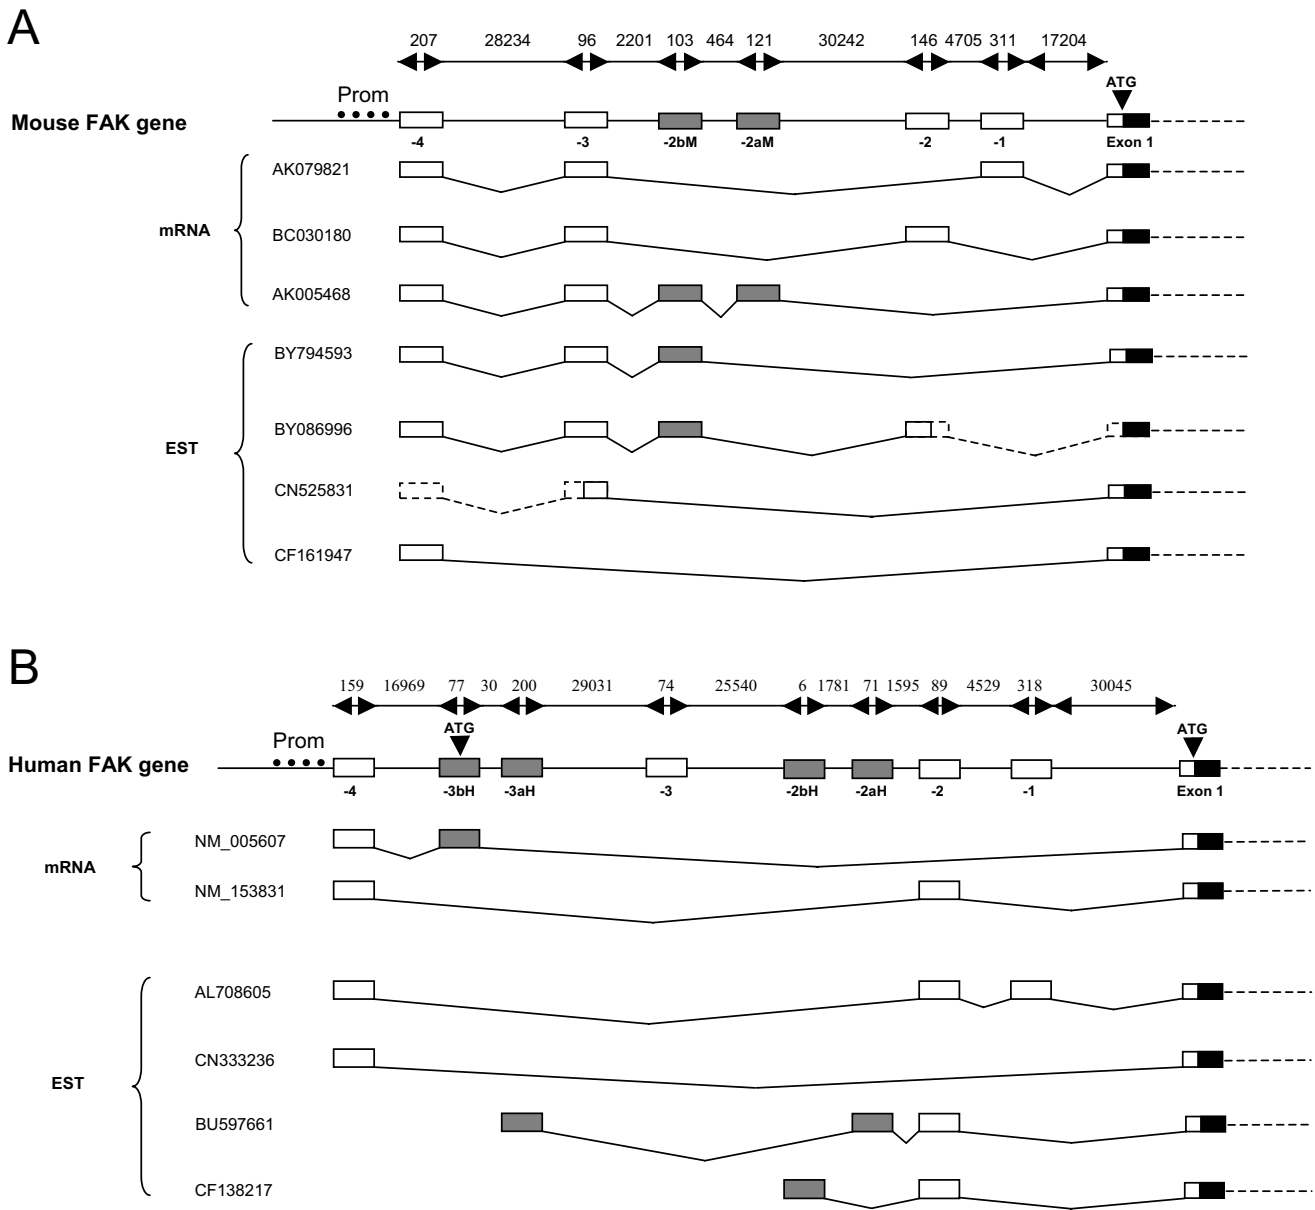 A
207 28234 96 2201 103 464 121 30242 146 4705 311 17204
ATG
Prom
Mouse FAK gene
-4 -3 -2bM -2aM -2 -1 Exon 1
AK079821
mRNA
BC030180
AK005468
BY794593
BY086996
EST
CN525831
CF161947
B
159 16969 77 30 200 29031 74 25540 6 1781 71 1595 89 4529 318 30045
ATG ATG
Prom
Human FAK gene
-4 -3bH -3aH -3 -2bH -2aH -2 -1 Exon 1
NM_005607
mRNA
NM_153831
AL708605
CN333236
EST
BU597661
CF138217